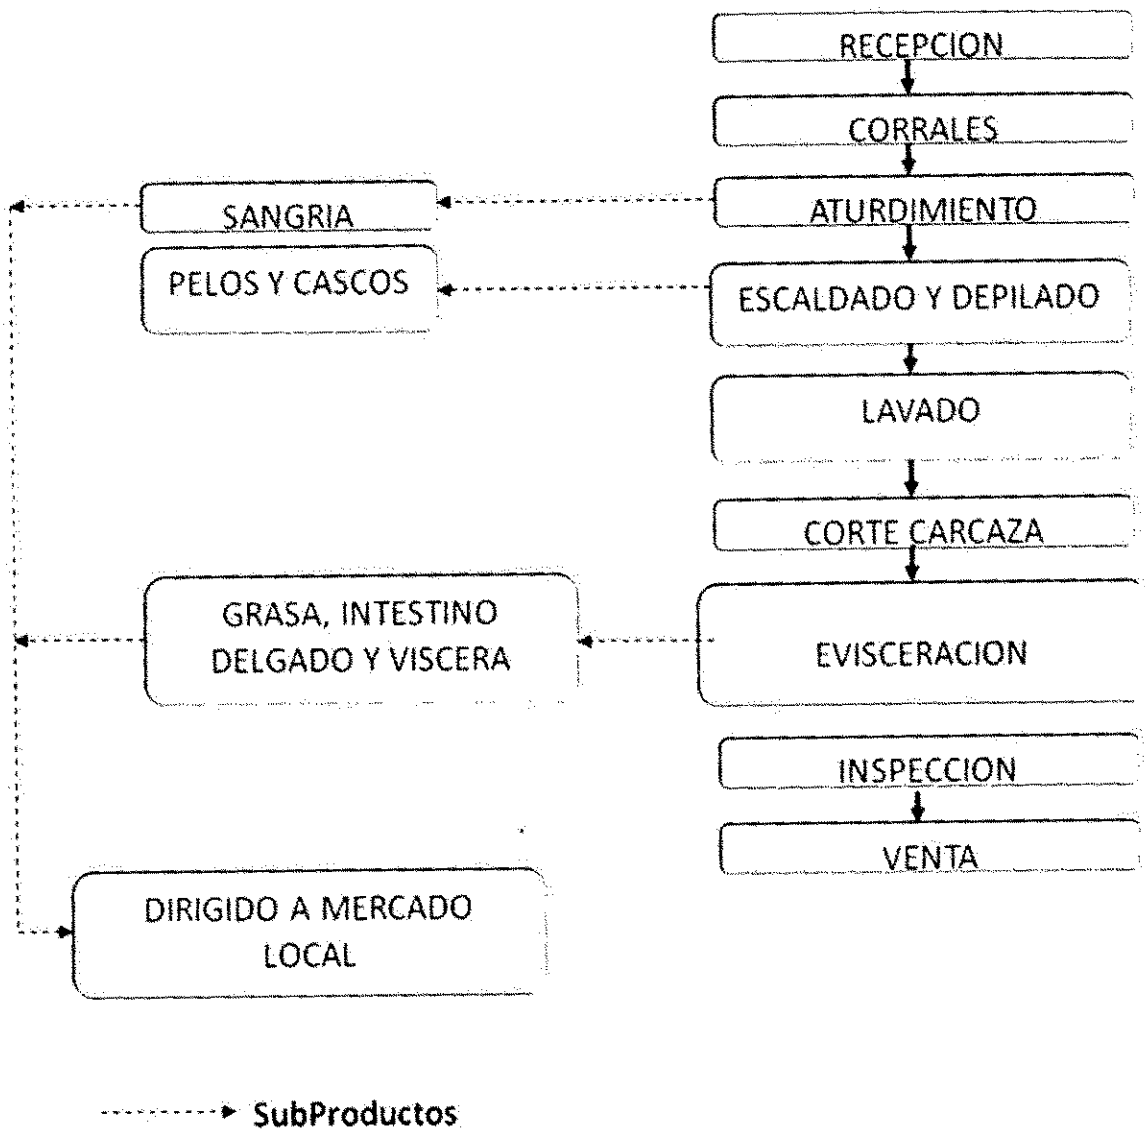 RECEPCION
CORRALES
SANGRIA
ATURDIMIENTO
PELOS Y CASCOS
ESCALDADO Y DEPILADO
LAVADO
CORTE CARCAZA
GRASA, INTESTINO
DELGADO Y VISCERA
EVISCERACION
INSPECCION
VENTA
DIRIGIDO A MERCADO
LOCAL
SubProductos